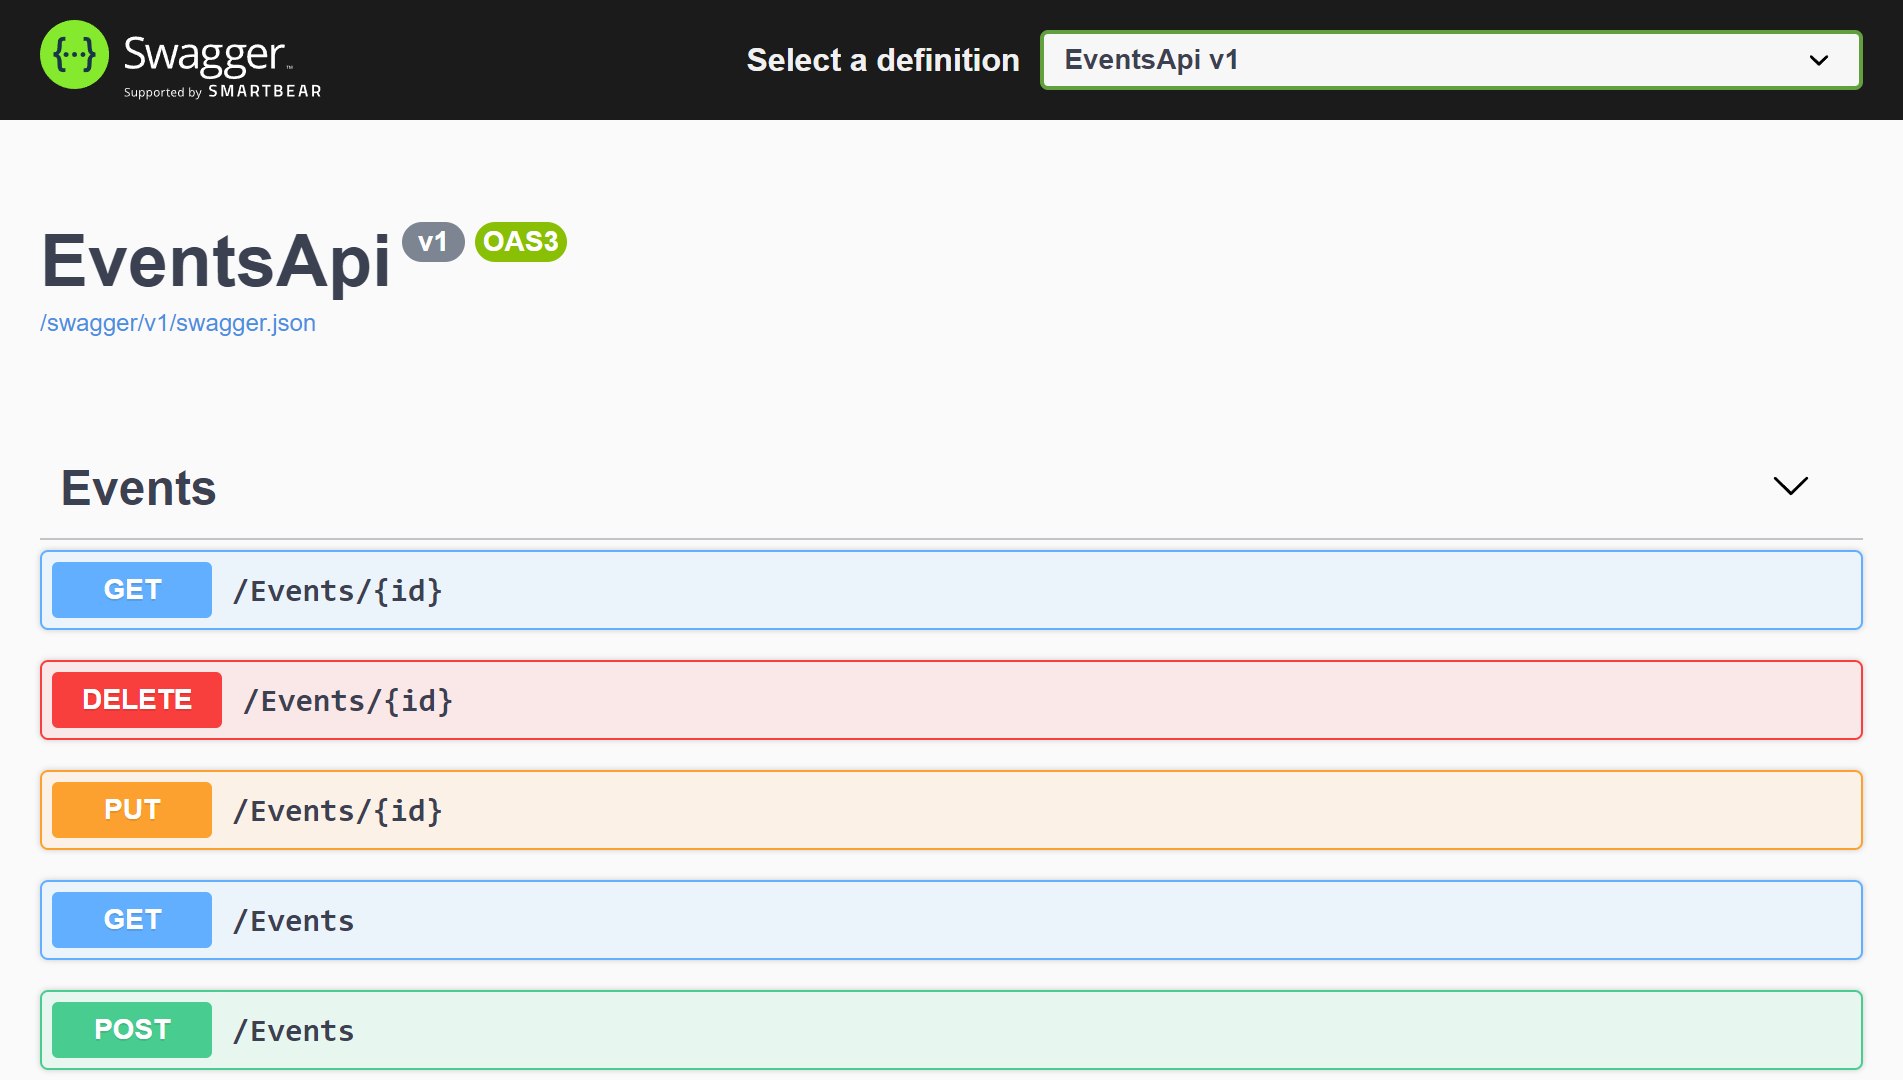 {...} Swagger™
Supported by SMARTBEAR
Select a definition
EventsApi v1
EventsApi v1 OAS3
/swagger/v1/swagger.json
Events
GET /Events/{id}
DELETE /Events/{id}
PUT /Events/{id}
GET /Events
POST /Events